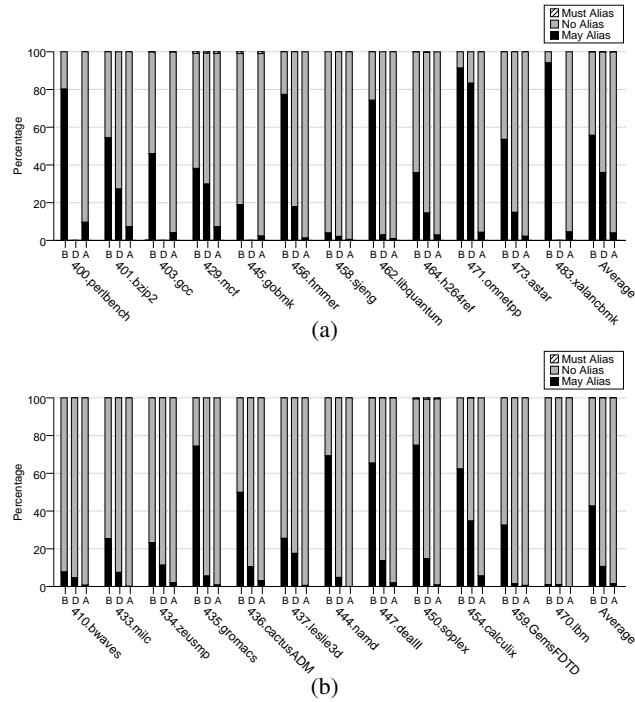 Must Alias
No Alias
May Alias
Percentage
100
80
60
40
20
0
B D A B D A B D A B D A B D A B D A B D A B D A B D A B D A B D A B D A B D A
400.perlbench
401.bzip2
403.gcc
429.mcf
445.gobmk
456.hmmer
458.sjeng
462.libquantum
464.h264ref
471.omnetpp
473.astar
483.xalancbmk
Average
(a)
Must Alias
No Alias
May Alias
Percentage
100
80
60
40
20
0
B D A B D A B D A B D A B D A B D A B D A B D A B D A B D A B D A B D A B D A
410.bwaves
433.milc
434.zeusmp
435.gromacs
436.cactusADM
437.leslie3d
444.namd
447.dealII
450.soplex
454.calculix
459.GemsFDTD
470.lbm
Average
(b)